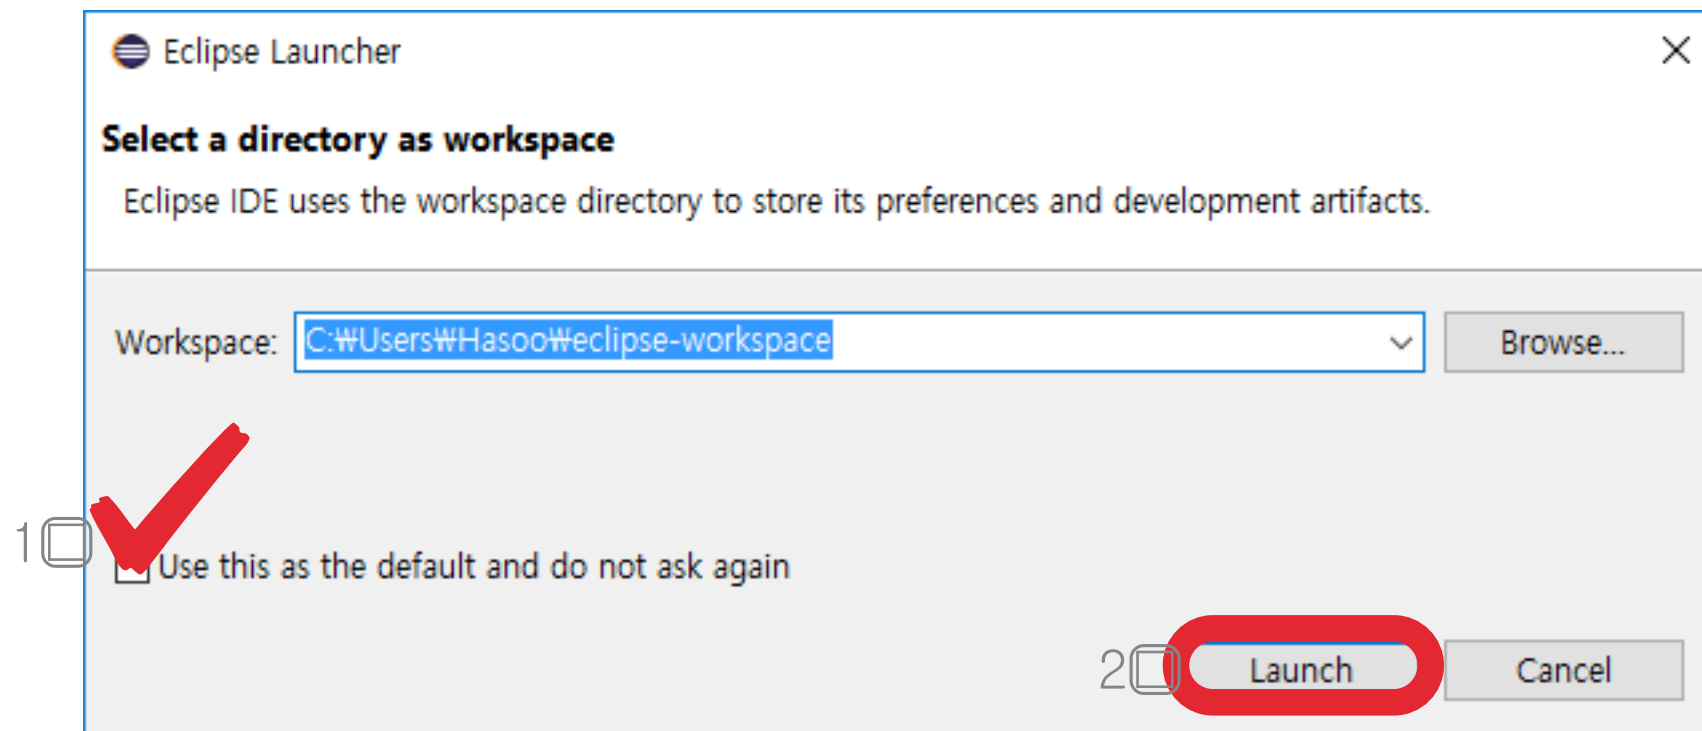 Eclipse Launcher
Select a directory as workspace
Eclipse IDE uses the workspace directory to store its preferences and development artifacts.
Workspace: C:₩Users₩Hasoo₩eclipse-workspace Browse...
1
Use this as the default and do not ask again
2 Launch Cancel